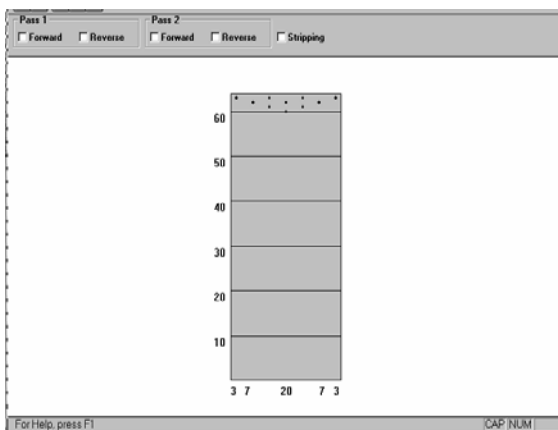 Pass 1 Pass 2
Forward Reverse Forward Reverse Stripping
60
50
40
30
20
10
3 7 20 7 3
For Help, press F1 CAP NUM